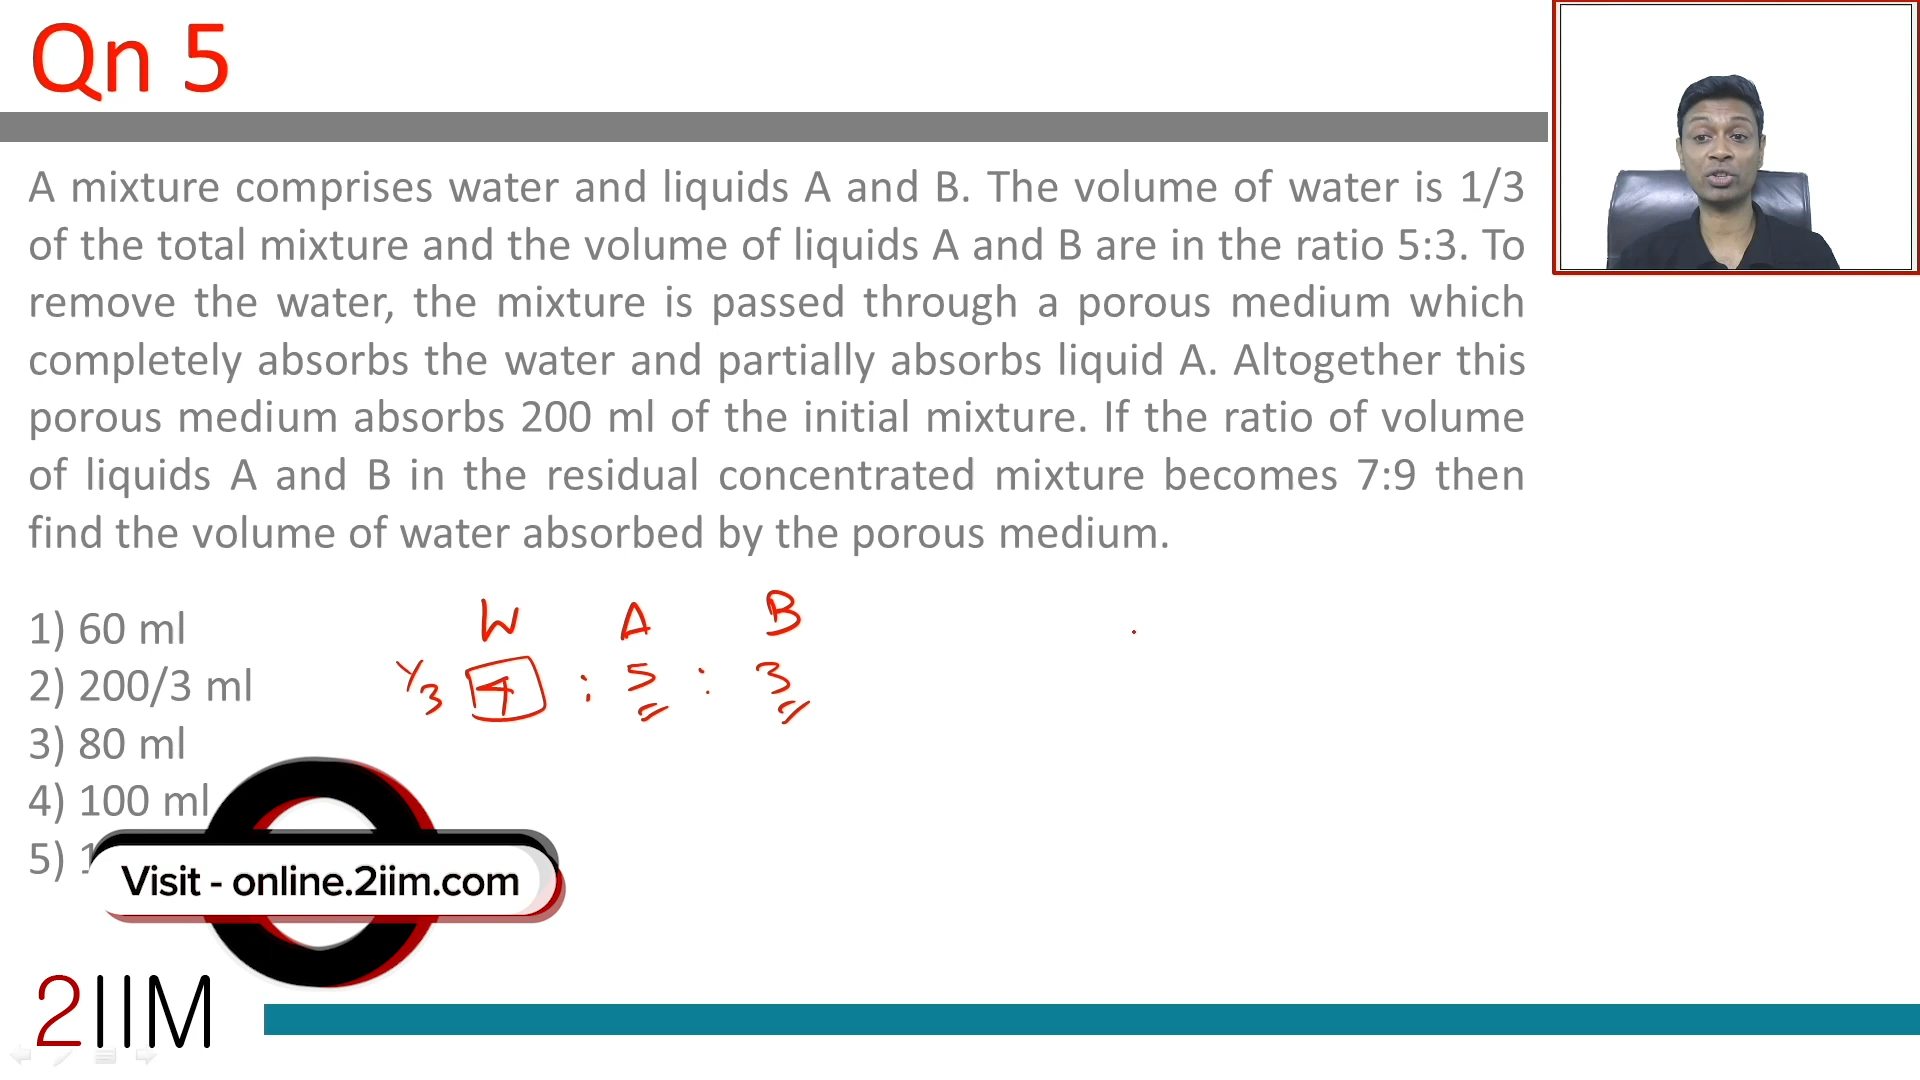 Qn 5
A mixture comprises water and liquids A and B. The volume of water is 1/3
of the total mixture and the volume of liquids A and B are in the ratio 5:3. To
remove the water, the mixture is passed through a porous medium which
completely absorbs the water and partially absorbs liquid A. Altogether this
porous medium absorbs 200 ml of the initial mixture. If the ratio of volume
of liquids A and B in the residual concentrated mixture becomes 7:9 then
find the volume of water absorbed by the porous medium.
1) 60 ml
2) 200/3 ml
3) 80 ml
4) 100 ml
5)
W A B
1/3 4 : 5 : 3
Visit - online.2iim.com
2IIM